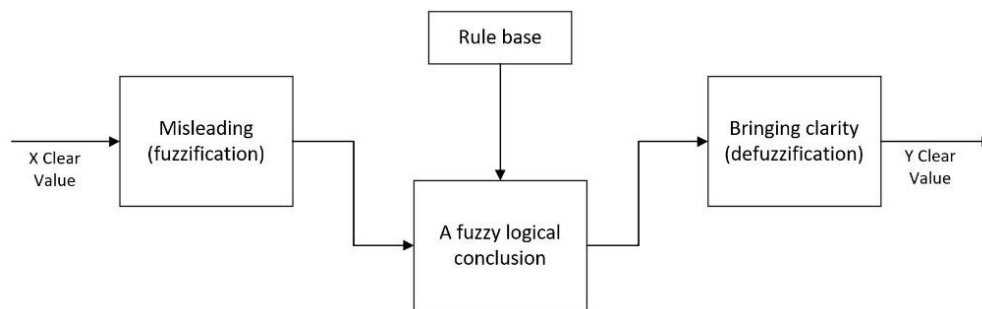 Rule base
Misleading
(fuzzification)
Bringing clarity
(defuzzification)
X Clear
Value
Y Clear
Value
A fuzzy logical
conclusion